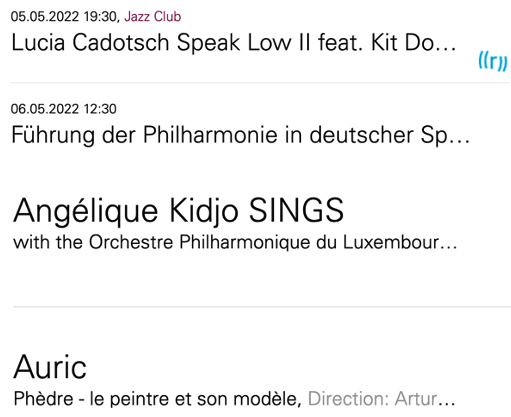 05.05.2022 19:30, Jazz Club
Lucia Cadotsch Speak Low II feat. Kit Do…
((r))
06.05.2022 12:30
Führung der Philharmonie in deutscher Sp…
Angélique Kidjo SINGS
with the Orchestre Philharmonique du Luxembour…
Auric
Phèdre - le peintre et son modèle, Direction: Artur…